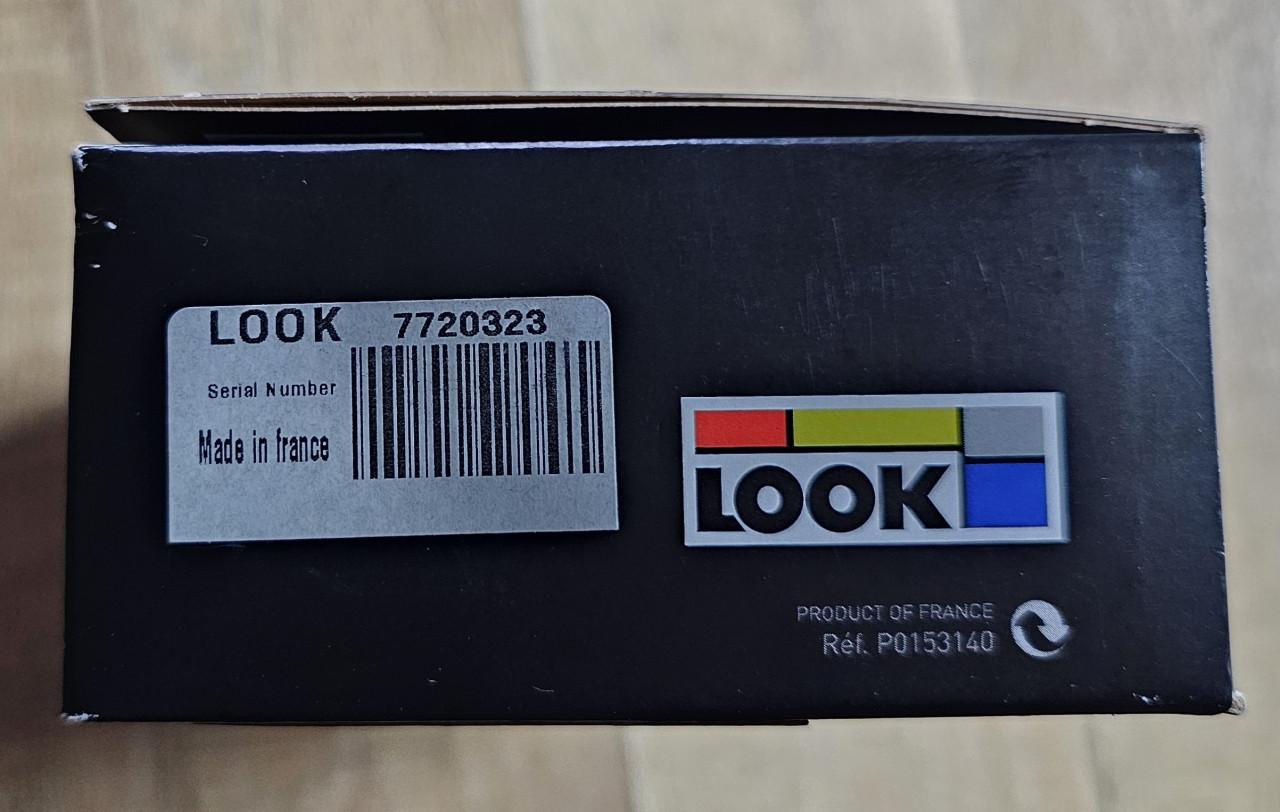 LOOK 7720323
Serial Number
Made in france
LOOK
PRODUCT OF FRANCE
Réf. P0153140